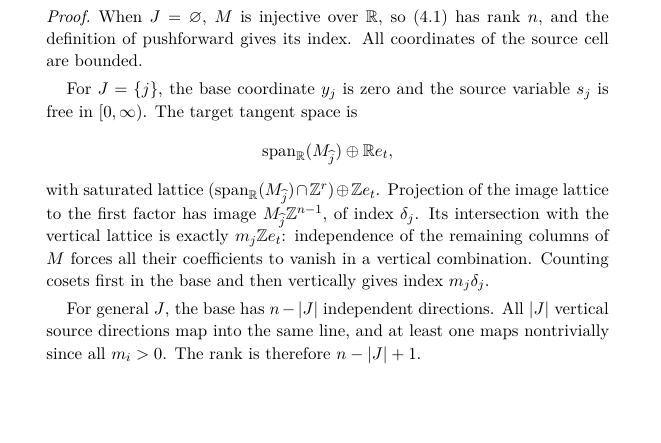 Proof. When J = ∅, M is injective over ℝ, so (4.1) has rank n, and the
definition of pushforward gives its index. All coordinates of the source cell
are bounded.
For J = {j}, the base coordinate y_j is zero and the source variable s_j is
free in [0, ∞). The target tangent space is
span_ℝ(M_ĵ) ⊕ ℝe_t,
with saturated lattice (span_ℝ(M_ĵ)∩ℤ^r)⊕ℤe_t. Projection of the image lattice
to the first factor has image M_ĵℤ^{n−1}, of index δ_j. Its intersection with the
vertical lattice is exactly m_jℤe_t: independence of the remaining columns of
M forces all their coefficients to vanish in a vertical combination. Counting
cosets first in the base and then vertically gives index m_jδ_j.
For general J, the base has n − |J| independent directions. All |J| vertical
source directions map into the same line, and at least one maps nontrivially
since all m_i > 0. The rank is therefore n − |J| + 1.